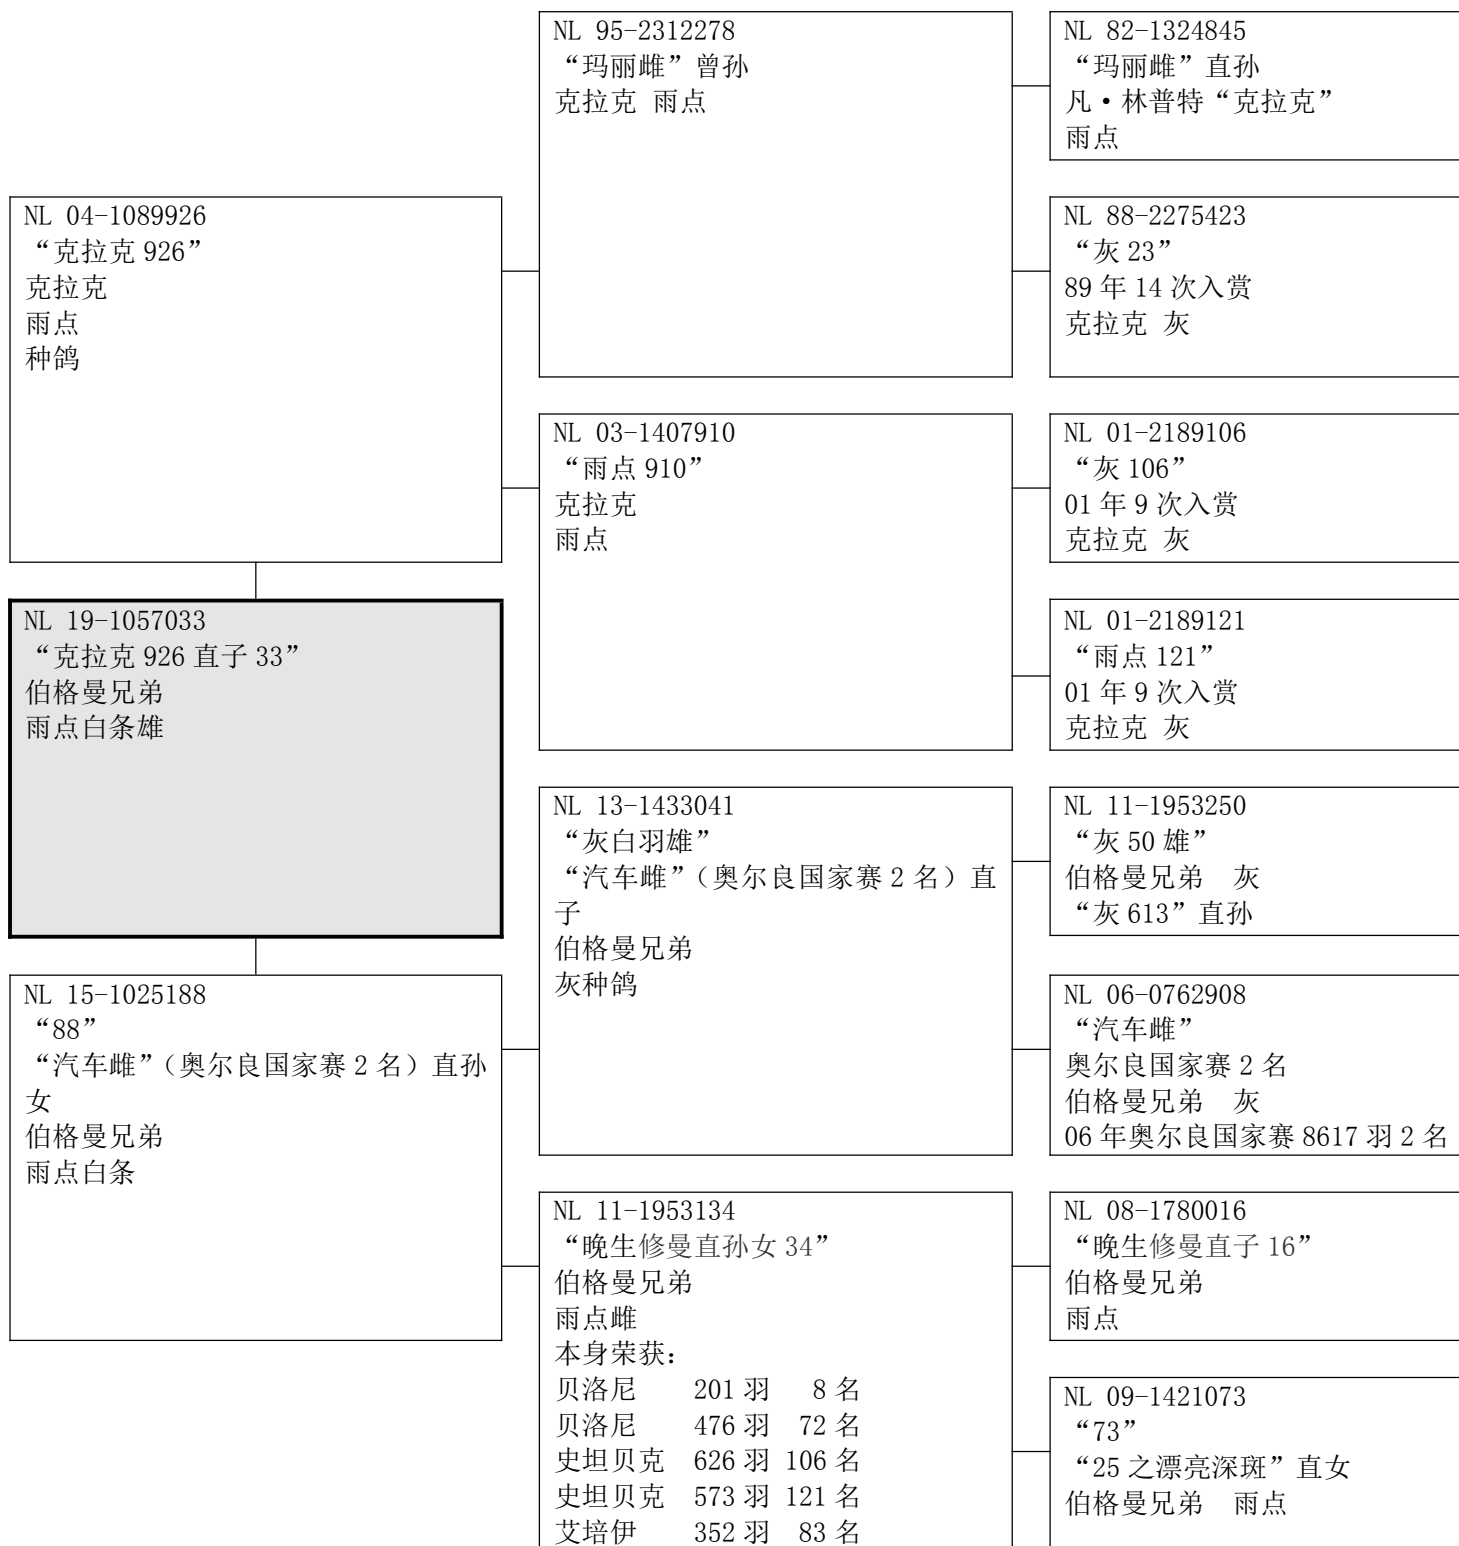 NL 04-1089926
“克拉克 926”
克拉克
雨点
种鸽
NL 19-1057033
“克拉克 926 直子 33”
伯格曼兄弟
雨点白条雄
NL 15-1025188
“88”
“汽车雌”（奥尔良国家赛 2 名）直孙
女
伯格曼兄弟
雨点白条
NL 95-2312278
“玛丽雌”曾孙
克拉克 雨点
NL 03-1407910
“雨点 910”
克拉克
雨点
NL 13-1433041
“灰白羽雄”
“汽车雌”（奥尔良国家赛 2 名）直
子
伯格曼兄弟
灰种鸽
NL 11-1953134
“晚生修曼直孙女 34”
伯格曼兄弟
雨点雌
本身荣获：
贝洛尼 201 羽 8 名
贝洛尼 476 羽 72 名
史坦贝克 626 羽 106 名
史坦贝克 573 羽 121 名
艾培伊 352 羽 83 名
NL 82-1324845
“玛丽雌”直孙
凡·林普特“克拉克”
雨点
NL 88-2275423
“灰 23”
89 年 14 次入赏
克拉克 灰
NL 01-2189106
“灰 106”
01 年 9 次入赏
克拉克 灰
NL 01-2189121
“雨点 121”
01 年 9 次入赏
克拉克 灰
NL 11-1953250
“灰 50 雄”
伯格曼兄弟 灰
“灰 613”直孙
NL 06-0762908
“汽车雌”
奥尔良国家赛 2 名
伯格曼兄弟 灰
06 年奥尔良国家赛 8617 羽 2 名
NL 08-1780016
“晚生修曼直子 16”
伯格曼兄弟
雨点
NL 09-1421073
“73”
“25 之漂亮深斑”直女
伯格曼兄弟 雨点